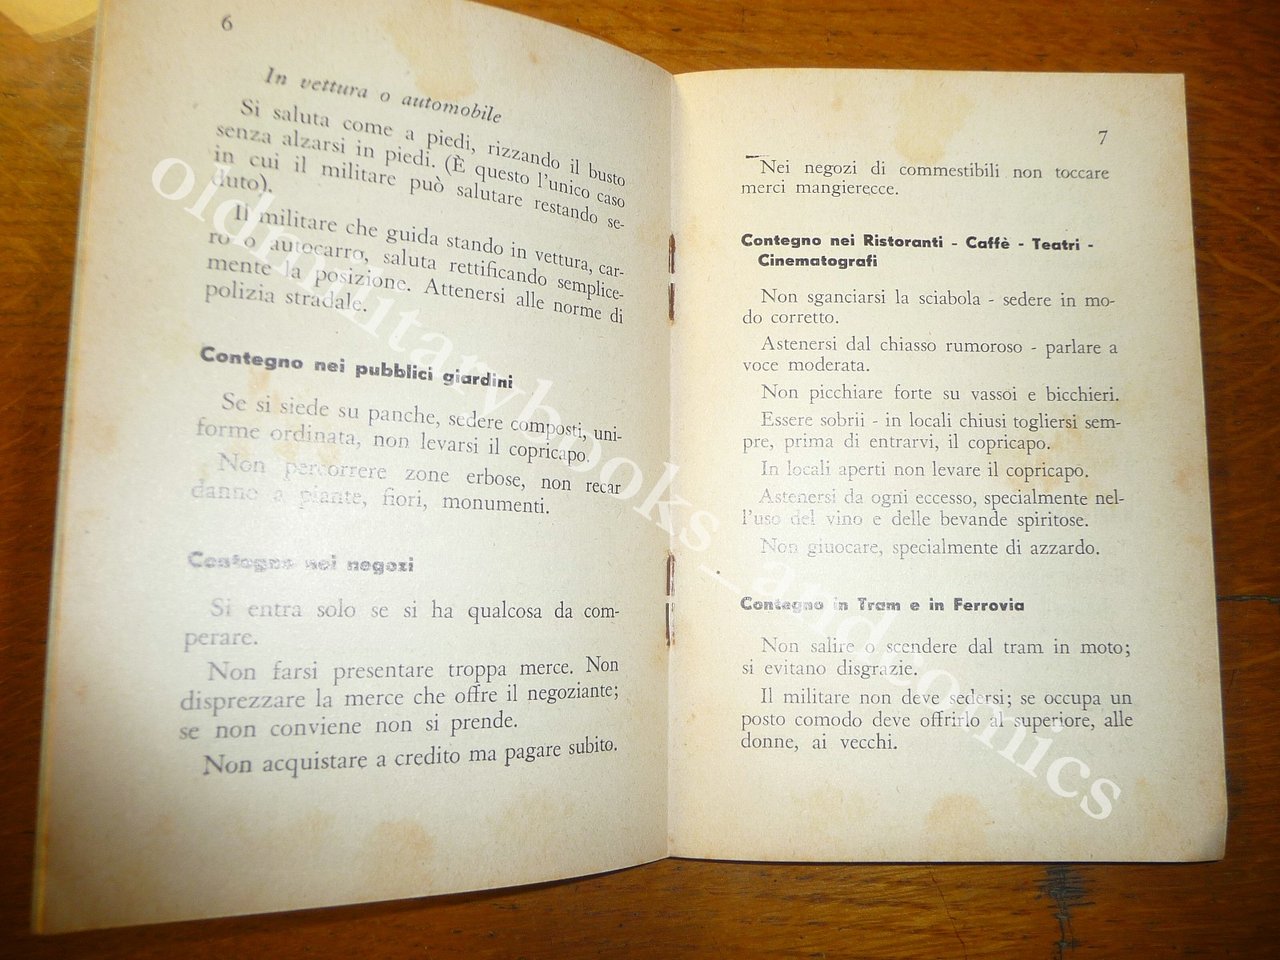 6
In vettura o automobile
Si saluta come a piedi, rizzando il busto
senza alzarsi in piedi. (È questo l'unico caso
in cui il militare può salutare restando se-
duto).
Il militare che guida stando in vettura, car-
ro o autocarro, saluta rettificando semplice-
mente la posizione. Attenersi alle norme di
polizia stradale.
Contegno nei pubblici giardini
Se si siede su panche, sedere composti, uni-
forme ordinata, non levarsi il copricapo.
Non percorrere zone erbose, non recar
danno a piante, fiori, monumenti.
Contegno nei negozi
Si entra solo se si ha qualcosa da com-
perare.
Non farsi presentare troppa merce. Non
disprezzare la merce che offre il negoziante;
se non conviene non si prende.
Non acquistare a credito ma pagare subito.
7
Nei negozi di commestibili non toccare
merci mangierecce.
Contegno nei Ristoranti - Caffè - Teatri -
Cinematografi
Non sganciarsi la sciabola - sedere in mo-
do corretto.
Astenersi dal chiasso rumoroso - parlare a
voce moderata.
Non picchiare forte su vassoi e bicchieri.
Essere sobrii - in locali chiusi togliersi sem-
pre, prima di entrarvi, il copricapo.
In locali aperti non levare il copricapo.
Astenersi da ogni eccesso, specialmente nel-
l'uso del vino e delle bevande spiritose.
Non giuocare, specialmente di azzardo.
Contegno in Tram e in Ferrovia
Non salire o scendere dal tram in moto;
si evitano disgrazie.
Il militare non deve sedersi; se occupa un
posto comodo deve offrirlo al superiore, alle
donne, ai vecchi.
oldmilitarybooks_andcomics